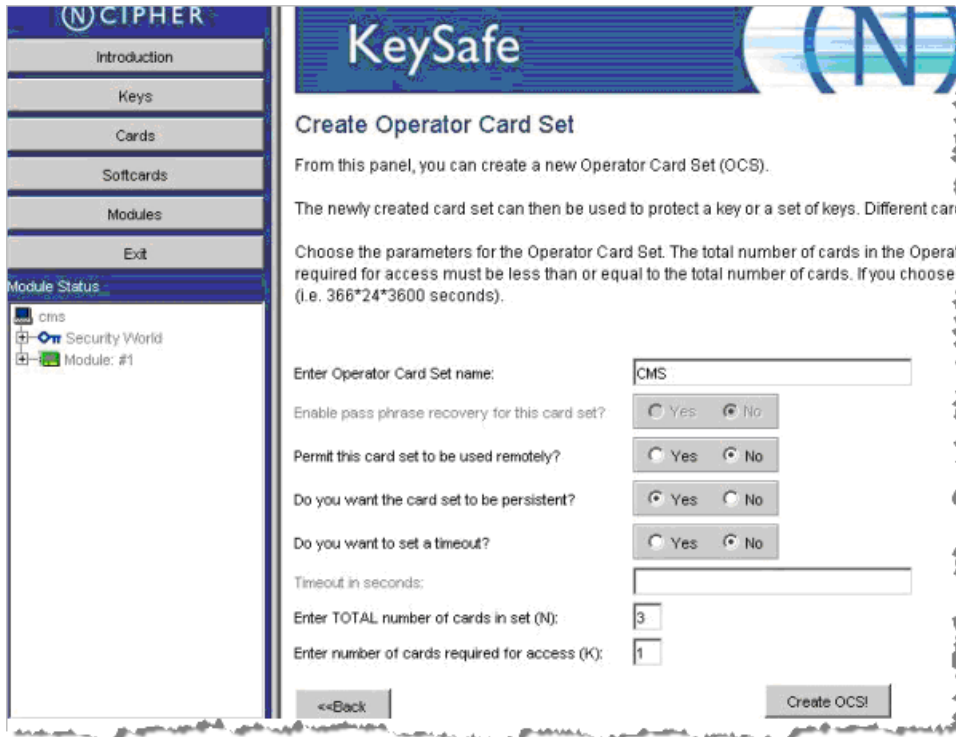 NCIPHER
Introduction
Keys
Cards
Softcards
Modules
Exit
Module Status
cms
Security World
Module: #1
KeySafe
(N)
Create Operator Card Set
From this panel, you can create a new Operator Card Set (OCS).
The newly created card set can then be used to protect a key or a set of keys. Different car
Choose the parameters for the Operator Card Set. The total number of cards in the Opera
required for access must be less than or equal to the total number of cards. If you choose
(i.e. 366*24*3600 seconds).
Enter Operator Card Set name: CMS
Enable pass phrase recovery for this card set? Yes No
Permit this card set to be used remotely? Yes No
Do you want the card set to be persistent? Yes No
Do you want to set a timeout? Yes No
Timeout in seconds:
Enter TOTAL number of cards in set (N): 3
Enter number of cards required for access (K): 1
<<Back
Create OCS!